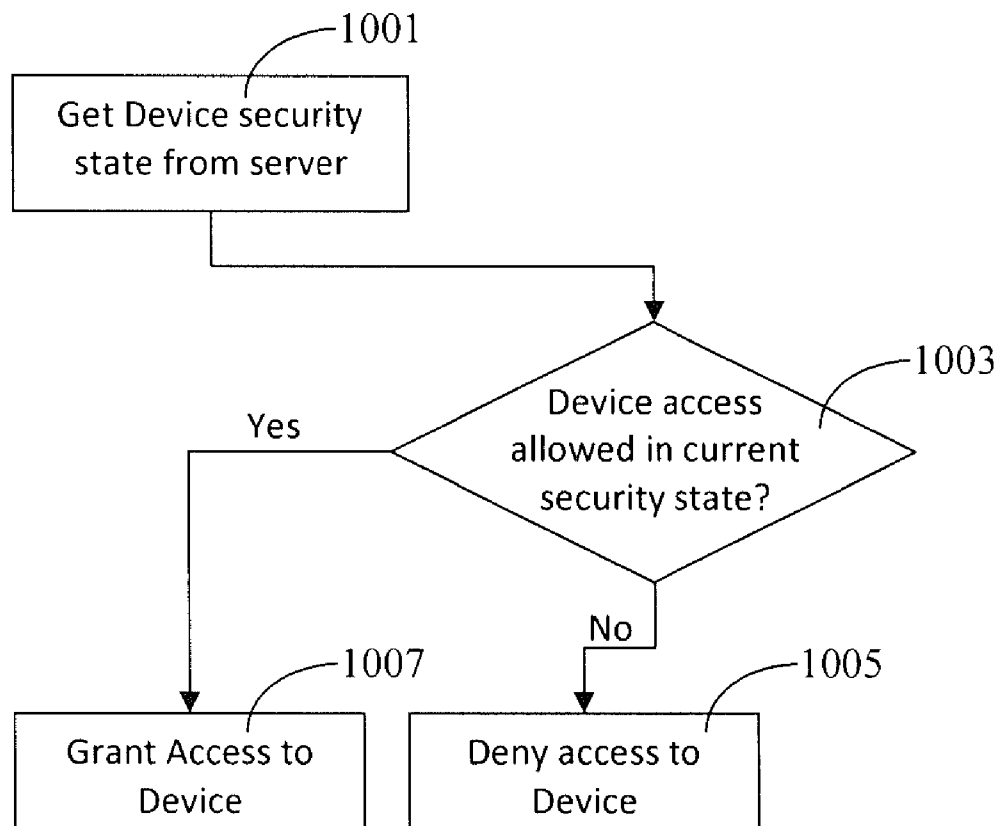 1001
Get Device security
state from server
1003
Device access
allowed in current
security state?
Yes
No
1007
1005
Grant Access to
Device
Deny access to
Device